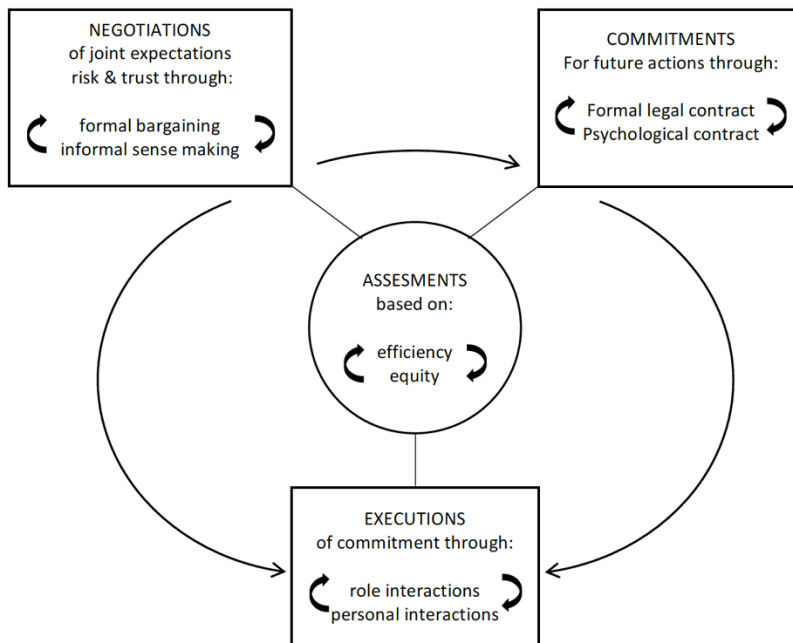 NEGOTIATIONS
of joint expectations
risk & trust through:
formal bargaining
informal sense making
COMMITMENTS
For future actions through:
Formal legal contract
Psychological contract
ASSESMENTS
based on:
efficiency
equity
EXECUTIONS
of commitment through:
role interactions
personal interactions